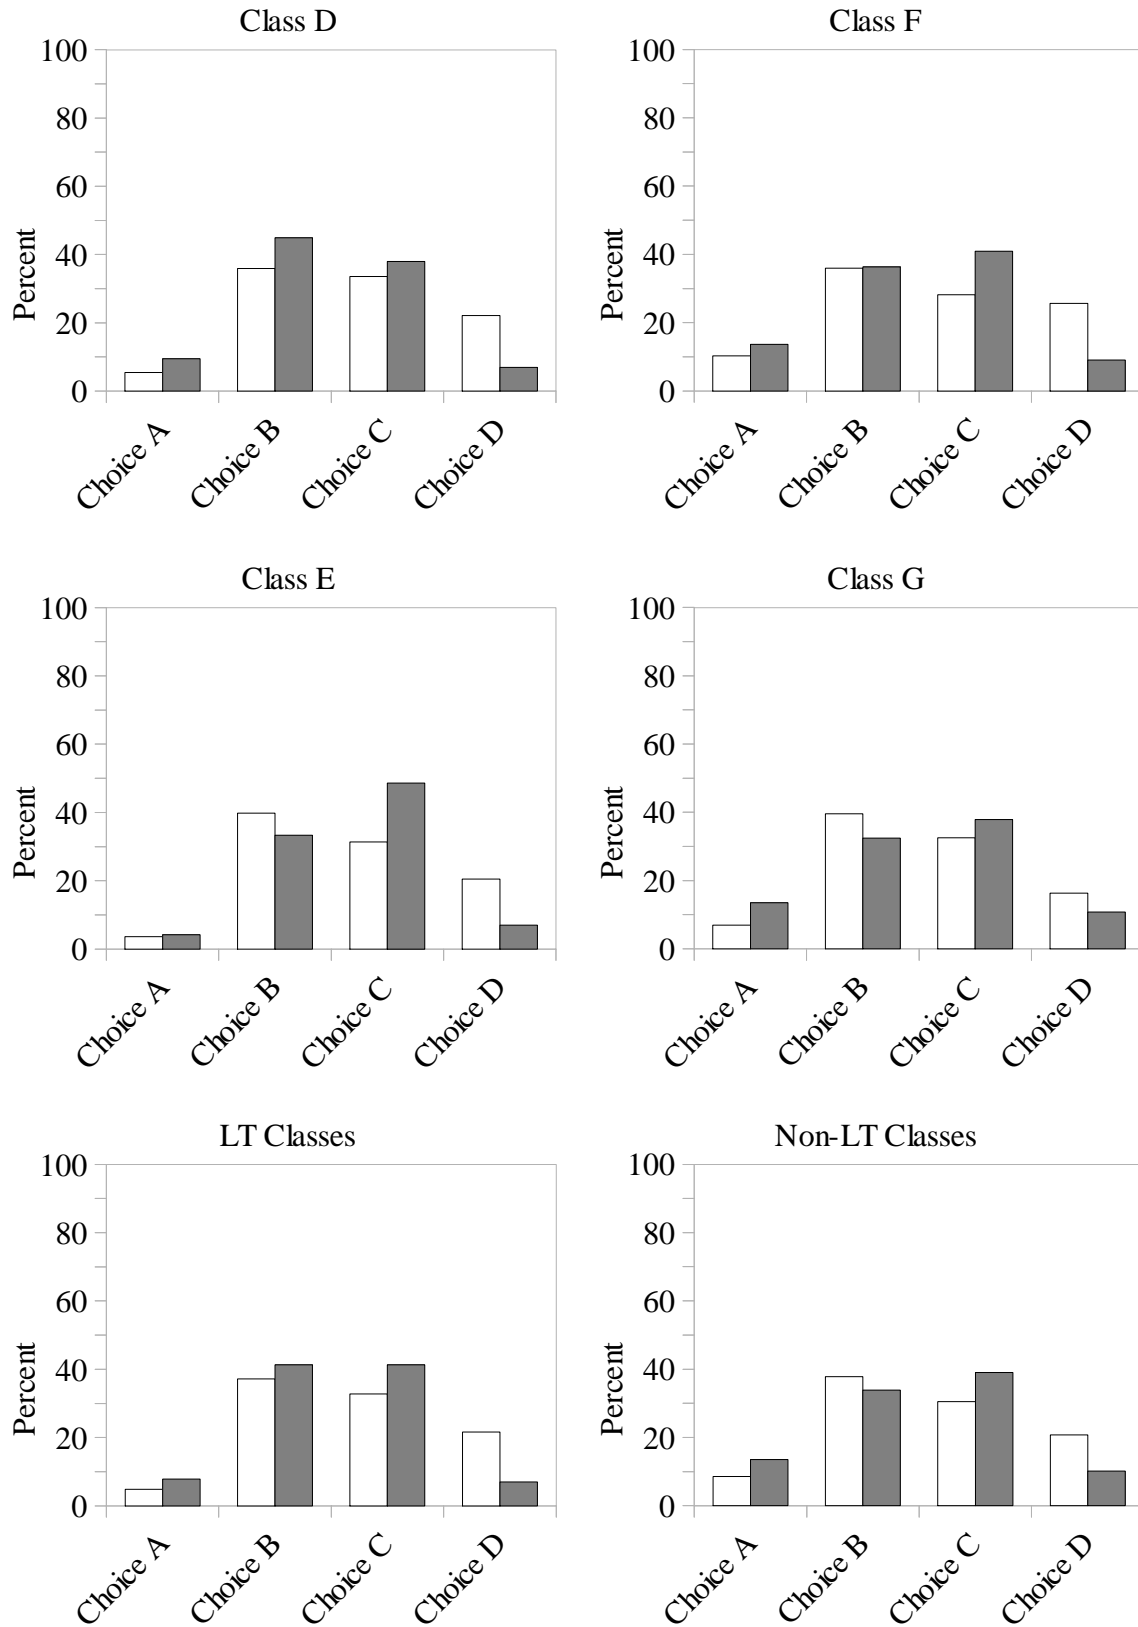 Class D
100
80
60
40
20
0
Percent
Choice A
Choice B
Choice C
Choice D
Class F
100
80
60
40
20
0
Percent
Choice A
Choice B
Choice C
Choice D
Class E
100
80
60
40
20
0
Percent
Choice A
Choice B
Choice C
Choice D
Class G
100
80
60
40
20
0
Percent
Choice A
Choice B
Choice C
Choice D
LT Classes
100
80
60
40
20
0
Percent
Choice A
Choice B
Choice C
Choice D
Non-LT Classes
100
80
60
40
20
0
Percent
Choice A
Choice B
Choice C
Choice D